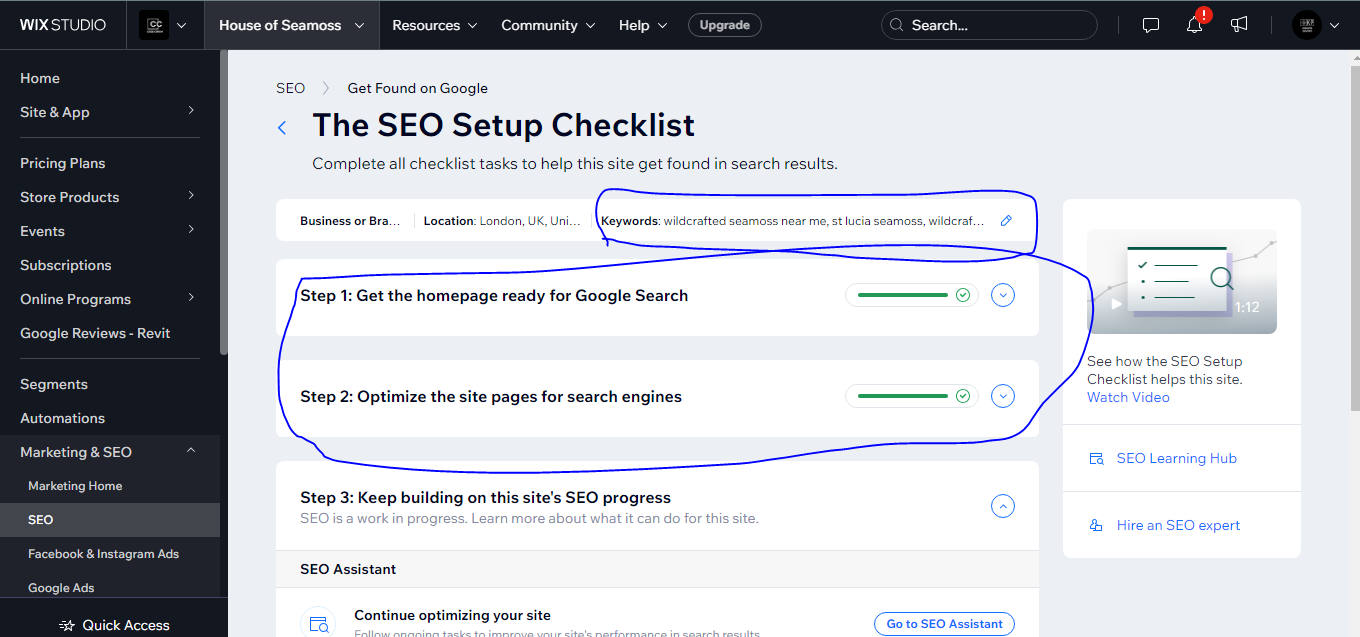 WIX STUDIO
CC
House of Seamoss
Resources
Community
Help
Upgrade
Search...
!
Home
Site & App
Pricing Plans
Store Products
Events
Subscriptions
Online Programs
Google Reviews - Revit
Segments
Automations
Marketing & SEO
Marketing Home
SEO
Facebook & Instagram Ads
Google Ads
Quick Access
SEO > Get Found on Google
The SEO Setup Checklist
Complete all checklist tasks to help this site get found in search results.
Business or Bra... Location: London, UK, Uni... Keywords: wildcrafted seamoss near me, st lucia seamoss, wildcraf...
Step 1: Get the homepage ready for Google Search
Step 2: Optimize the site pages for search engines
Step 3: Keep building on this site's SEO progress
SEO is a work in progress. Learn more about what it can do for this site.
SEO Assistant
Continue optimizing your site
Follow ongoing tasks to improve your site's performance in search results.
Go to SEO Assistant
1:12
See how the SEO Setup
Checklist helps this site.
Watch Video
SEO Learning Hub
Hire an SEO expert